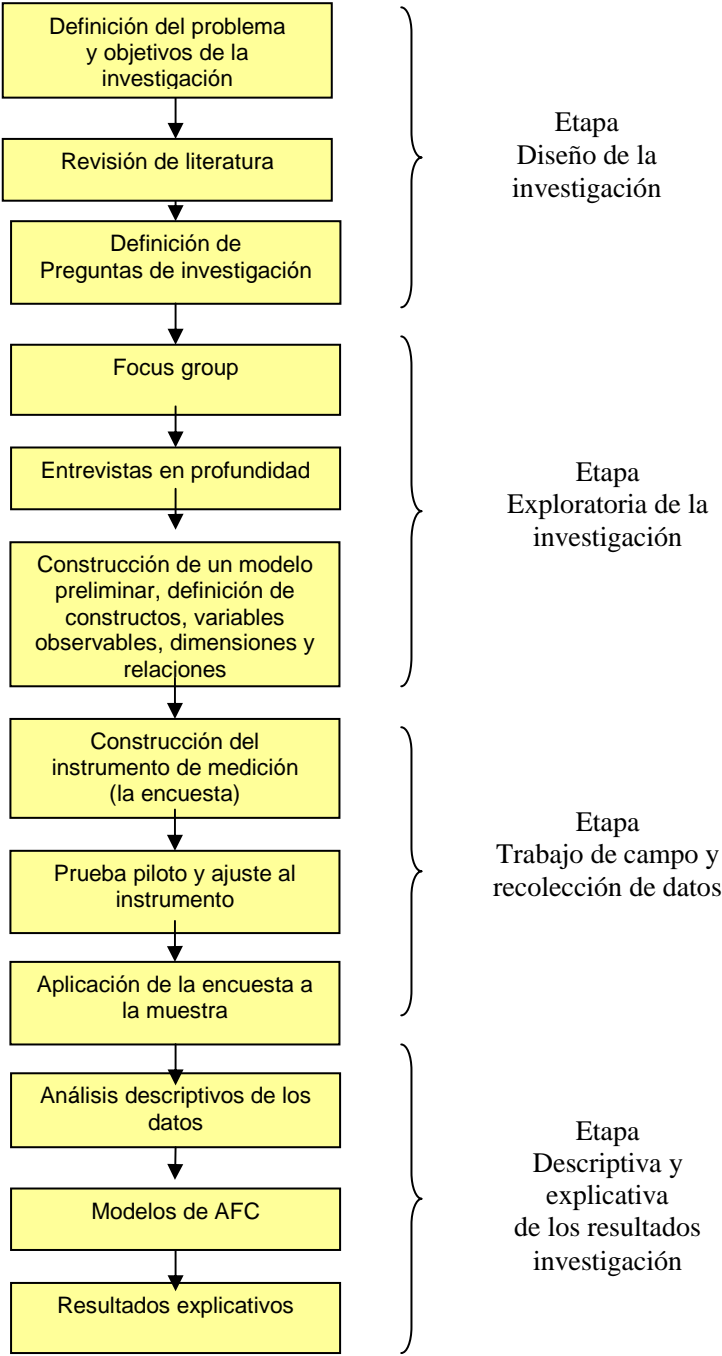 Definición del problema
y objetivos de la
investigación
Etapa
Diseño de la
investigación
Revisión de literatura
Definición de
Preguntas de investigación
Focus group
Entrevistas en profundidad
Etapa
Exploratoria de la
investigación
Construcción de un modelo
preliminar, definición de
constructos, variables
observables, dimensiones y
relaciones
Construcción del
instrumento de medición
(la encuesta)
Etapa
Trabajo de campo y
recolección de datos
Prueba piloto y ajuste al
instrumento
Aplicación de la encuesta a
la muestra
Análisis descriptivos de los
datos
Etapa
Descriptiva y
explicativa
de los resultados
investigación
Modelos de AFC
Resultados explicativos